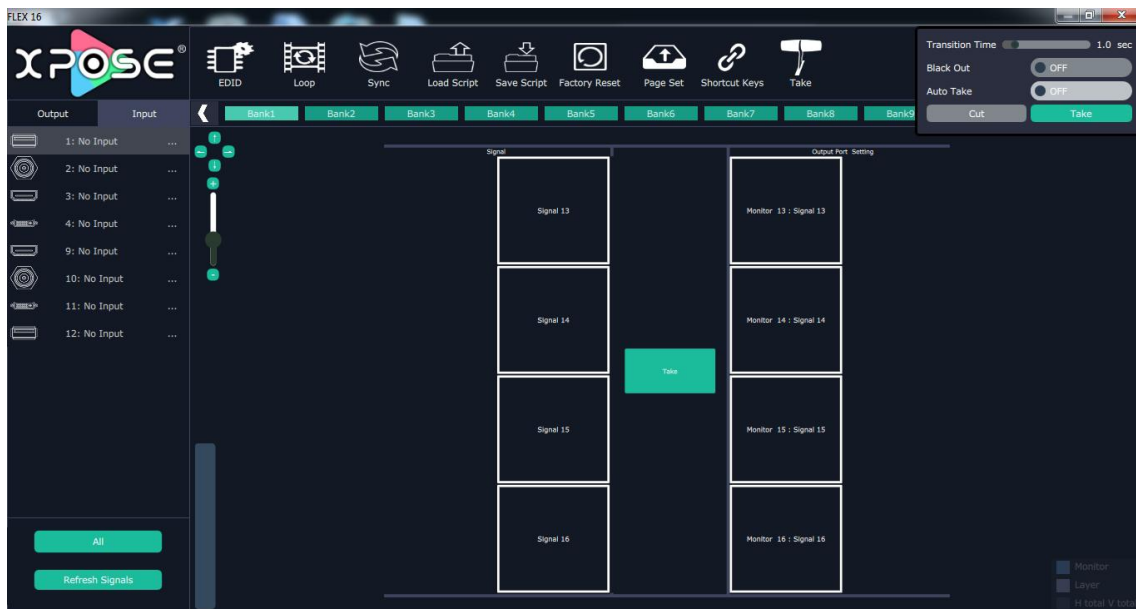 FLEX 16
XPOSE®
EDID
Loop
Sync
Load Script
Save Script
Factory Reset
Page Set
Shortcut Keys
Take
Transition Time 1.0 sec
Black Out OFF
Auto Take OFF
Cut Take
Output Input
Bank1 Bank2 Bank3 Bank4 Bank5 Bank6 Bank7 Bank8 Bank9
1: No Input ...
2: No Input ...
3: No Input ...
4: No Input ...
9: No Input ...
10: No Input ...
11: No Input ...
12: No Input ...
All
Refresh Signals
Signal
Output Port Setting
Signal 13
Monitor 13 : Signal 13
Signal 14
Monitor 14 : Signal 14
Take
Signal 15
Monitor 15 : Signal 15
Signal 16
Monitor 16 : Signal 16
Monitor
Layer
H total V total